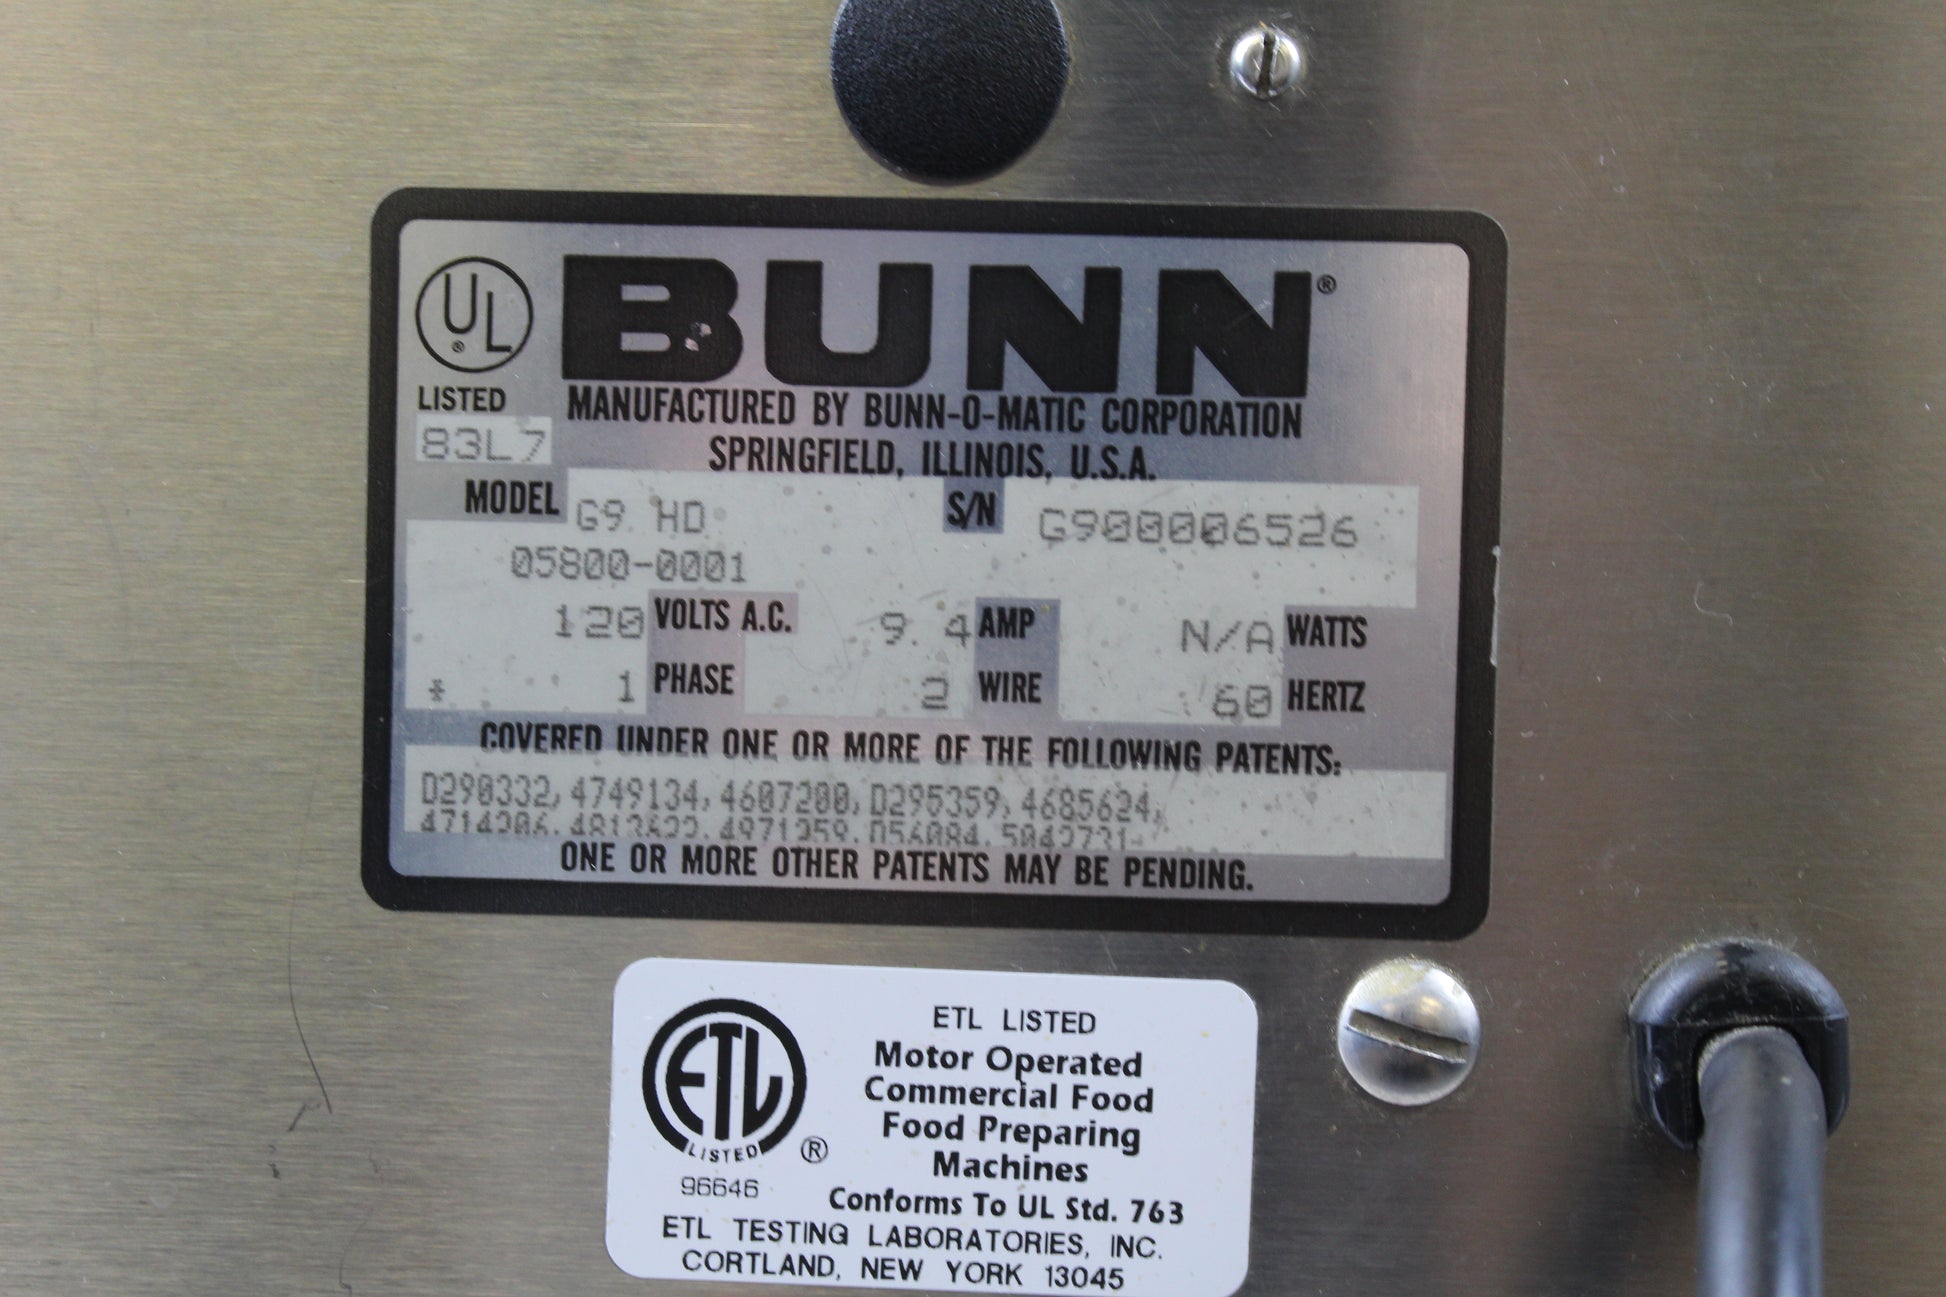 UL®
BUNN®
LISTED
83L7
MANUFACTURED BY BUNN-O-MATIC CORPORATION
SPRINGFIELD, ILLINOIS, U.S.A.
MODEL G9 HD S/N G900006526
05800-0001
120 VOLTS A.C. 9.4 AMP N/A WATTS
* 1 PHASE 2 WIRE 60 HERTZ
COVERED UNDER ONE OR MORE OF THE FOLLOWING PATENTS:
D290332, 4749134, 4607200, D295359, 4685624,
ONE OR MORE OTHER PATENTS MAY BE PENDING.
ETL
LISTED
®
96646
ETL LISTED
Motor Operated
Commercial Food
Food Preparing
Machines
Conforms To UL Std. 763
ETL TESTING LABORATORIES, INC.
CORTLAND, NEW YORK 13045